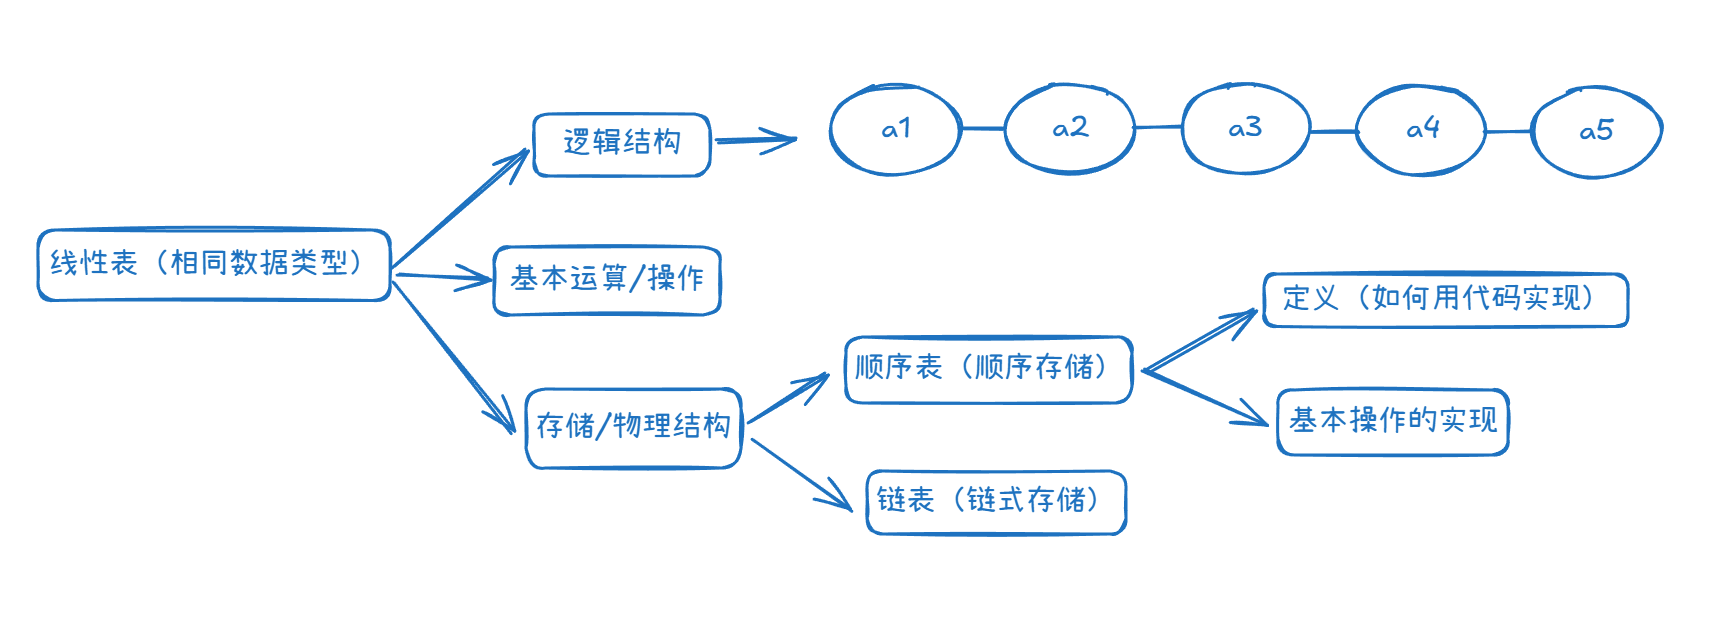 逻辑结构
a1
a2
a3
a4
a5
线性表（相同数据类型）
基本运算/操作
存储/物理结构
顺序表（顺序存储）
链表（链式存储）
定义（如何用代码实现）
基本操作的实现